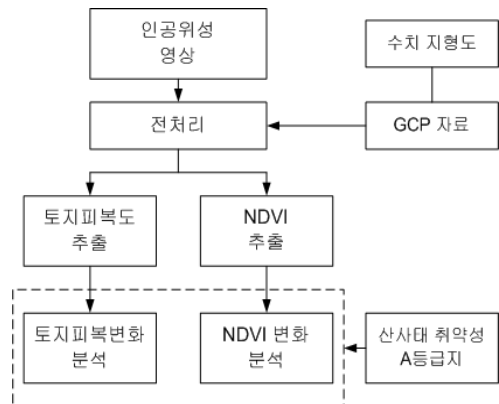 인공위성
영상
수치 지형도
전처리
GCP 자료
토지피복도
추출
NDVI
추출
토지피복변화
분석
NDVI 변화
분석
산사태 취약성
A등급지